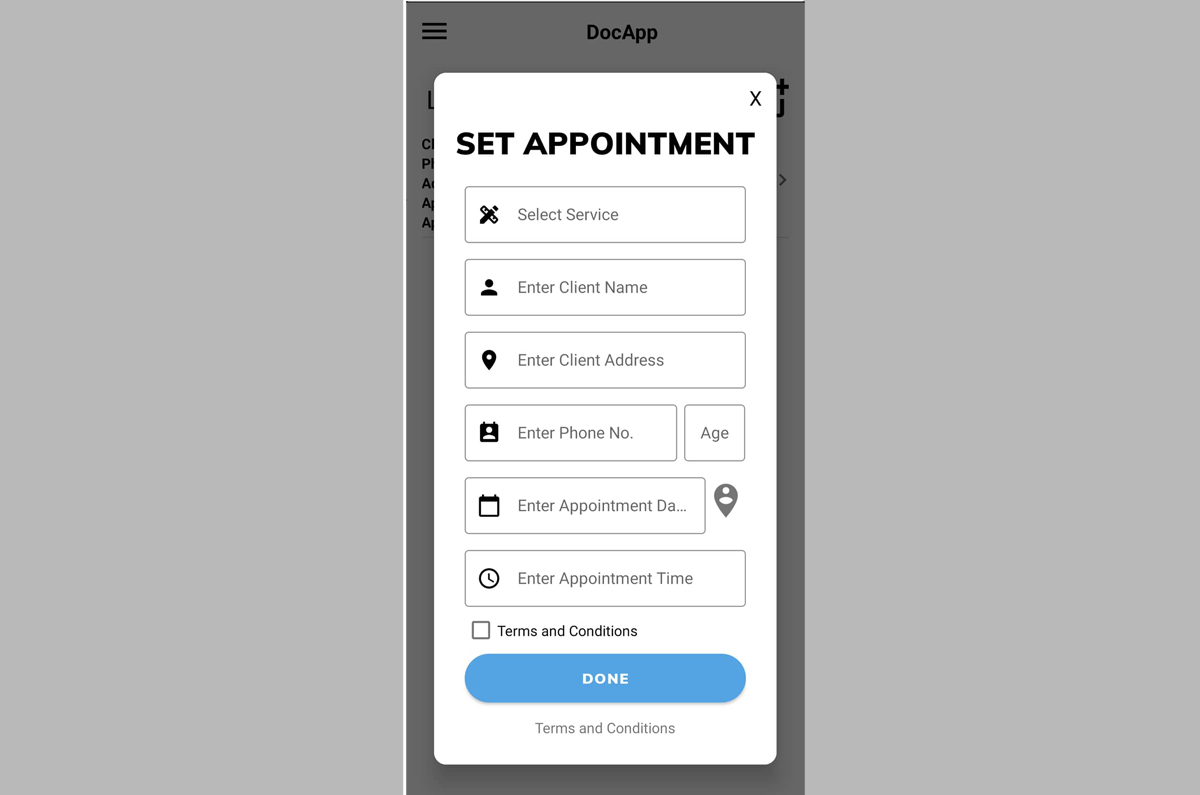 DocApp
X
SET APPOINTMENT
Select Service
Enter Client Name
Enter Client Address
Enter Phone No. Age
Enter Appointment Da...
Enter Appointment Time
Terms and Conditions
DONE
Terms and Conditions